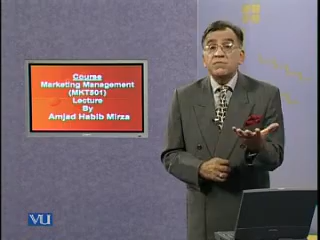 Course
Marketing Management
(MKT501)
Lecture
By
Amjad Habib Mirza
VU